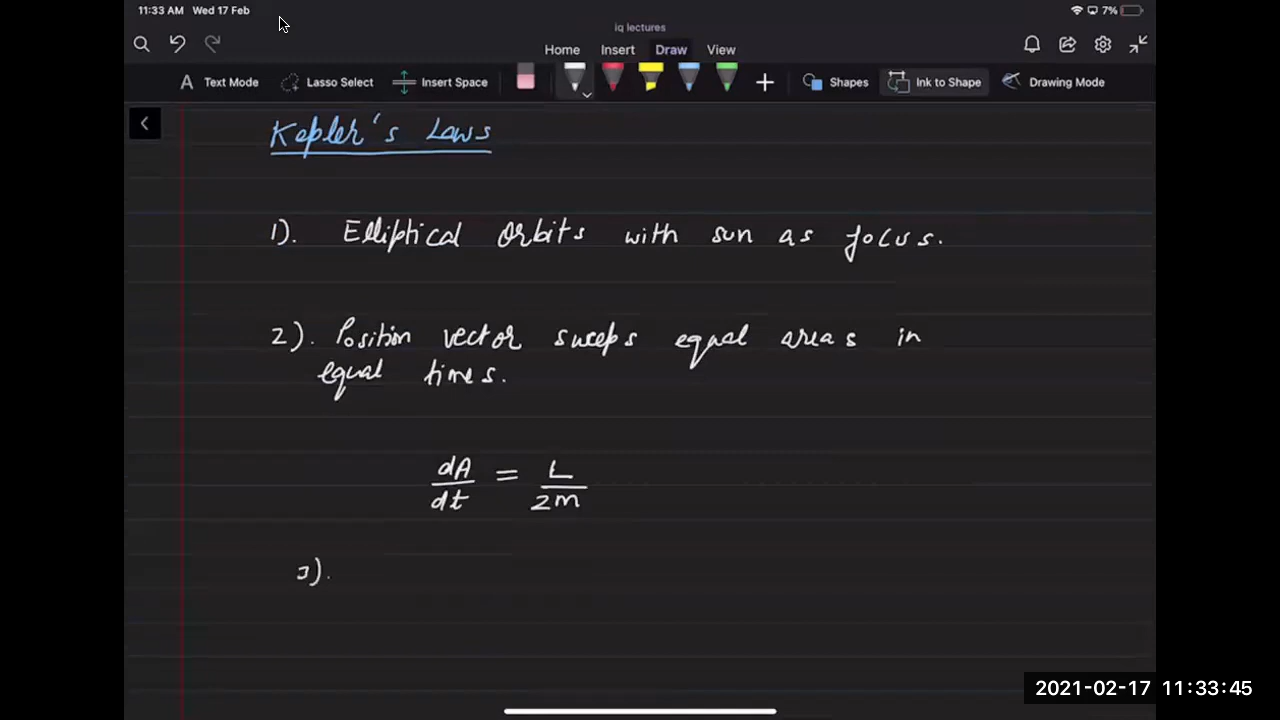 11:33 AM Wed 17 Feb
7%
iq lectures
Home Insert Draw View
Text Mode Lasso Select Insert Space Shapes Ink to Shape Drawing Mode
Kepler's Laws
1). Elliptical Orbits with sun as focus.
2). Position vector sweeps equal areas in
equal times.
dA/dt = L/2m
3).
2021-02-17 11:33:45